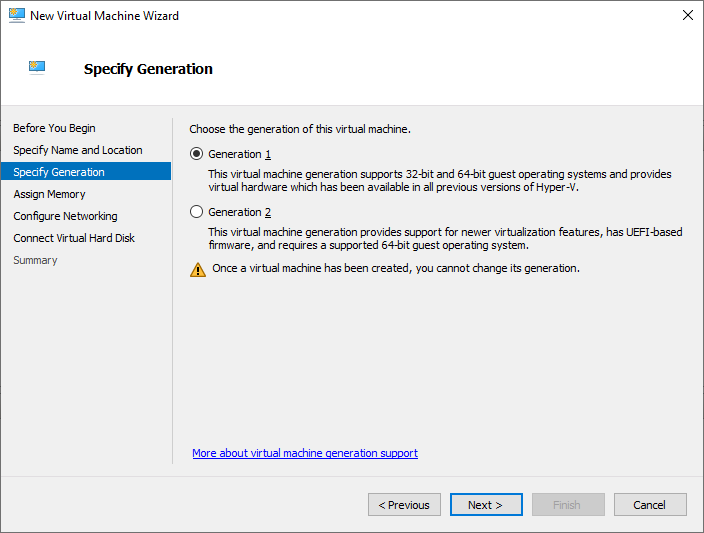 New Virtual Machine Wizard
Specify Generation
Before You Begin
Specify Name and Location
Specify Generation
Assign Memory
Configure Networking
Connect Virtual Hard Disk
Summary
Choose the generation of this virtual machine.
Generation 1
This virtual machine generation supports 32-bit and 64-bit guest operating systems and provides
virtual hardware which has been available in all previous versions of Hyper-V.
Generation 2
This virtual machine generation provides support for newer virtualization features, has UEFI-based
firmware, and requires a supported 64-bit guest operating system.
Once a virtual machine has been created, you cannot change its generation.
More about virtual machine generation support
< Previous
Next >
Finish
Cancel